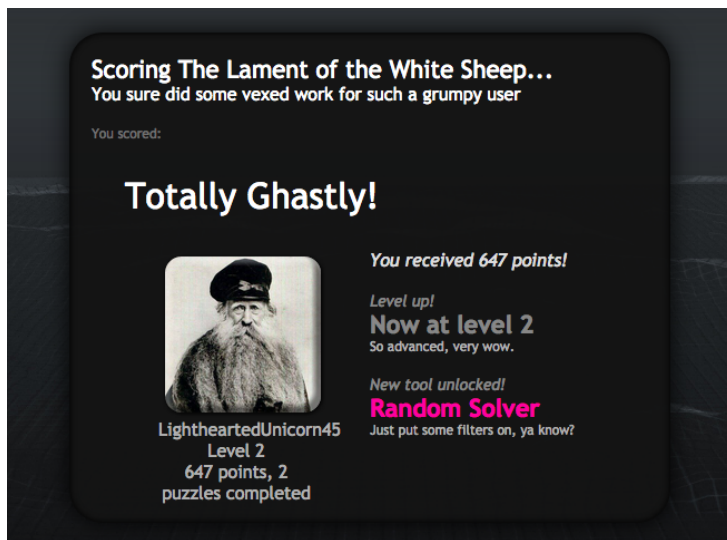 Scoring The Lament of the White Sheep...
You sure did some vexed work for such a grumpy user
You scored:
Totally Ghastly!
You received 647 points!
Level up!
Now at level 2
So advanced, very wow.
New tool unlocked!
Random Solver
Just put some filters on, ya know?
LightheartedUnicorn45
Level 2
647 points, 2
puzzles completed